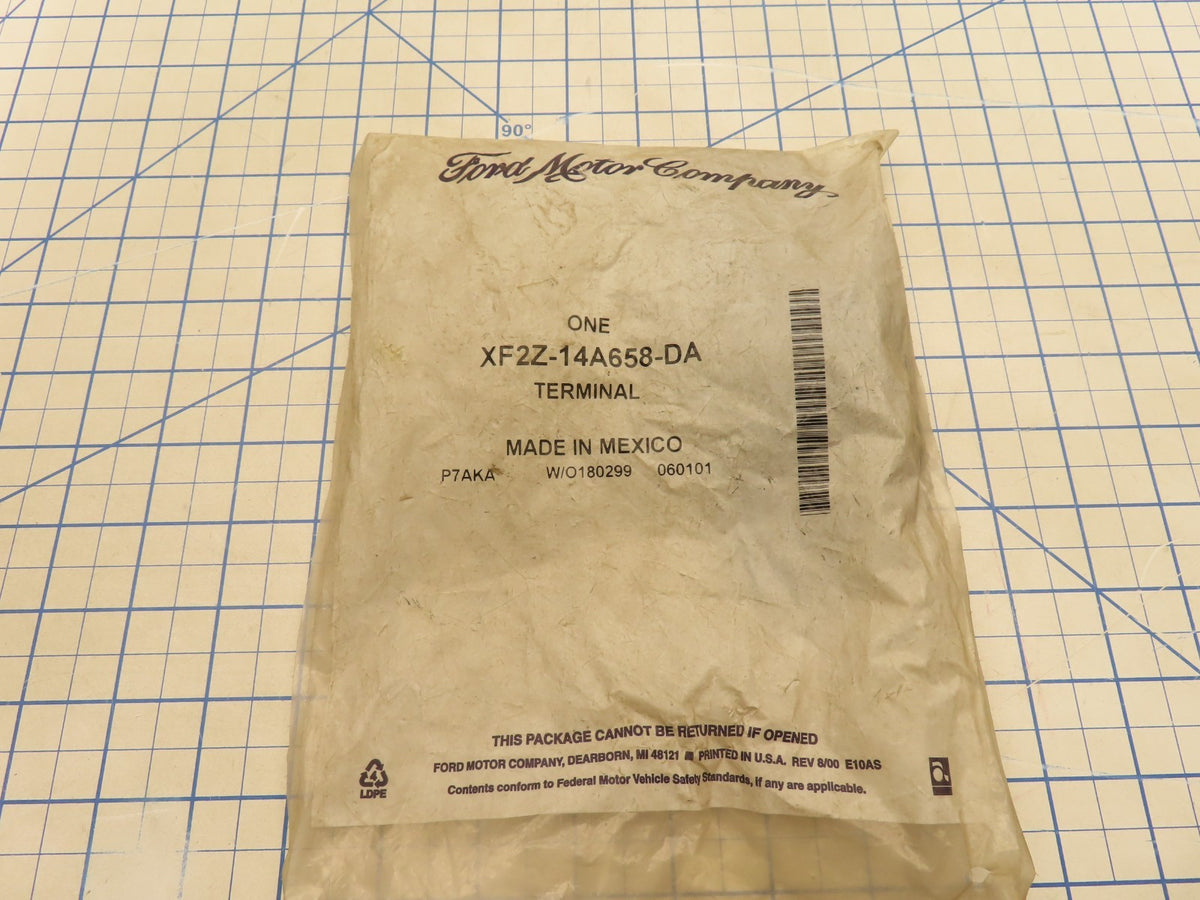 90°
Ford Motor Company,
ONE
XF2Z-14A658-DA
TERMINAL
MADE IN MEXICO
P7AKA W/O180299 060101
THIS PACKAGE CANNOT BE RETURNED IF OPENED
FORD MOTOR COMPANY, DEARBORN, MI 48121 ■ PRINTED IN U.S.A. REV 8/00 E10AS
Contents conform to Federal Motor Vehicle Safety Standards, if any are applicable.
4
LDPE